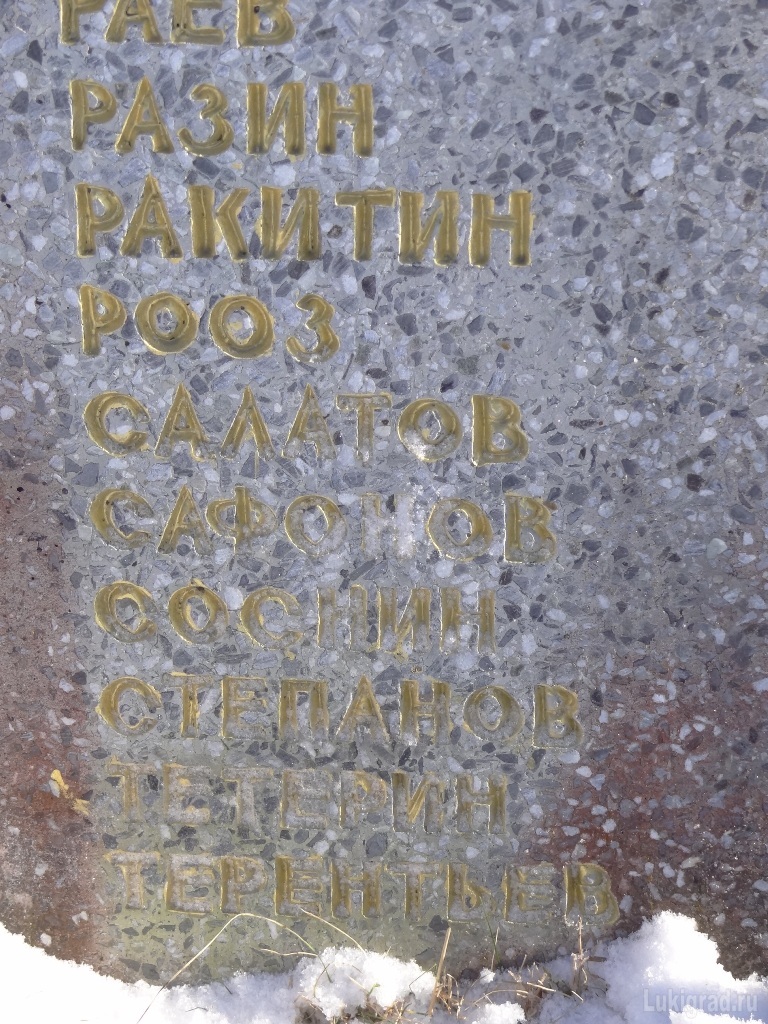 РАЕВ
РАЗИН
РАКИТИН
РООЗ
САЛАТОВ
САФОНОВ
СОСНИН
СТЕПАНОВ
ТЕТЕРИН
ТЕРЕНТЬЕВ
Lukigrad.ru